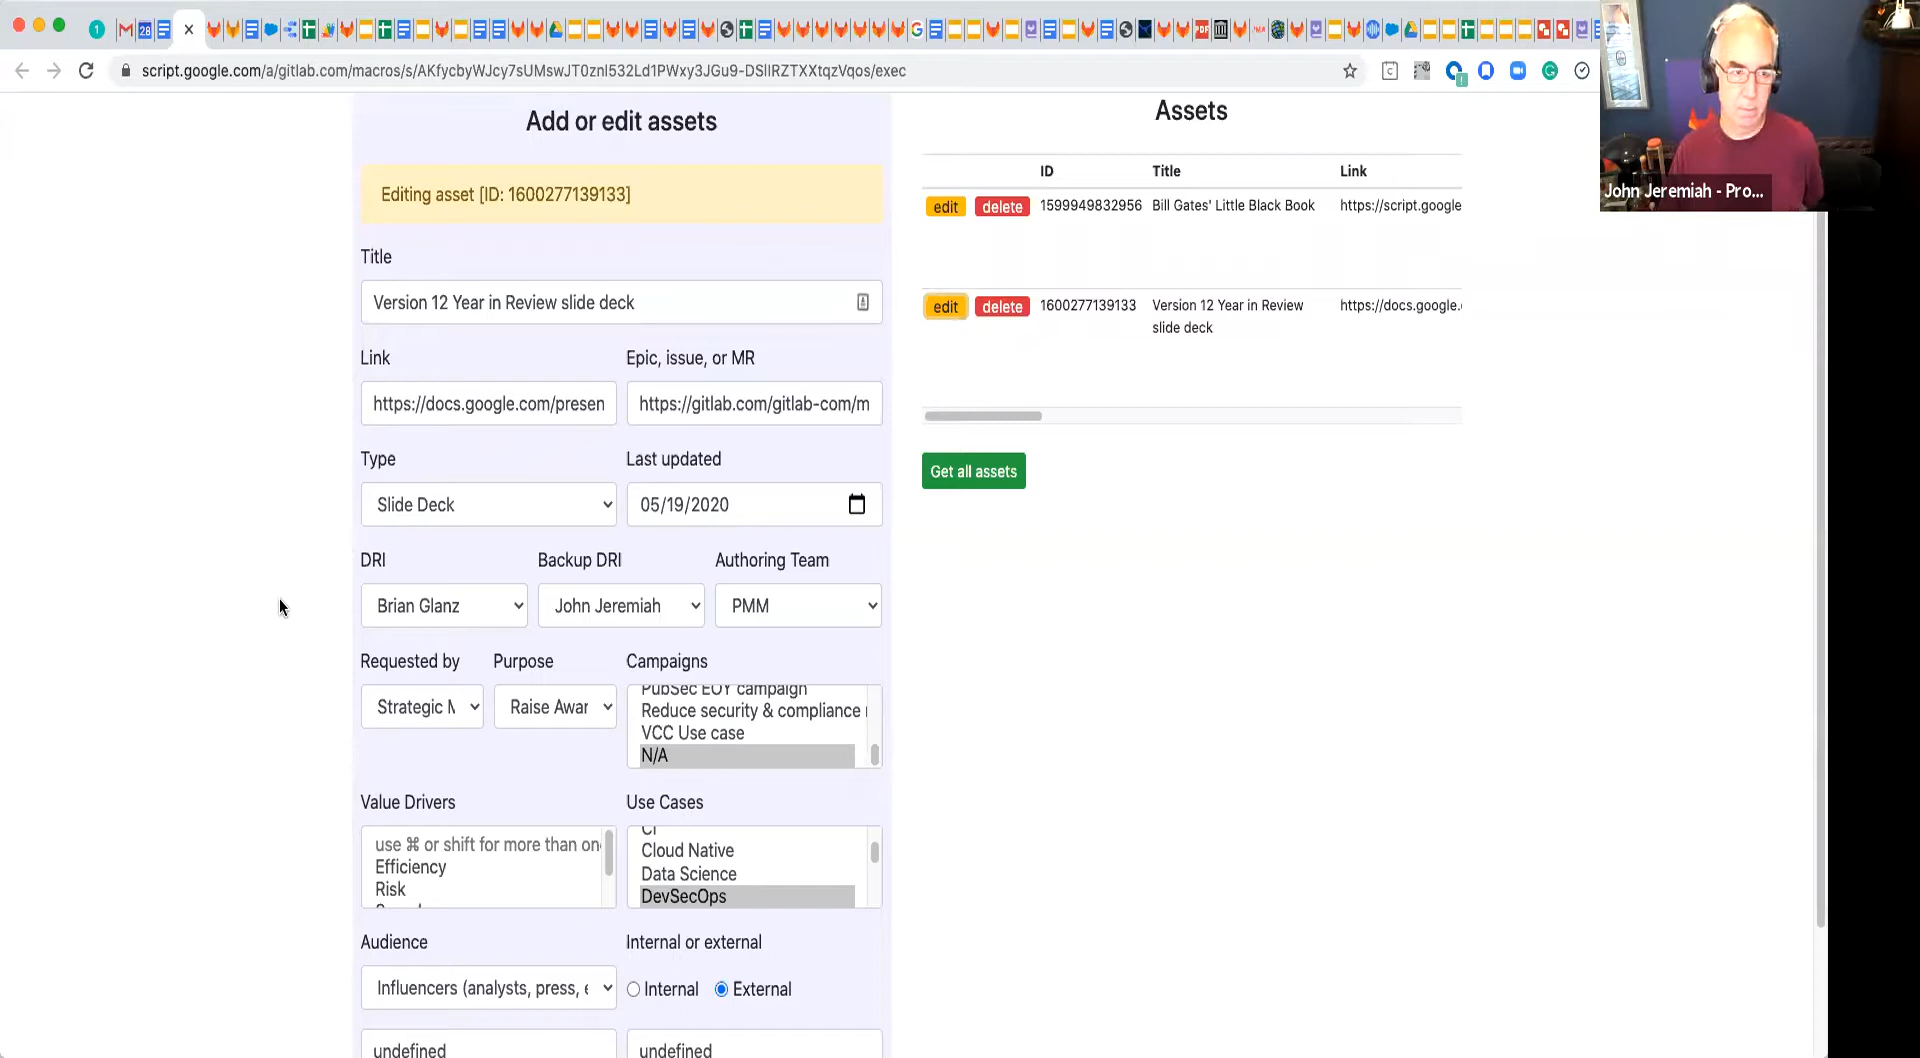 script.google.com/a/gitlab.com/macros/s/AKfycbyWJcy7sUMswJT0znl532Ld1PWxy3JGu9-DSlIRZTXXtqzVqos/exec
John Jeremiah - Pro...
Add or edit assets
Editing asset [ID: 1600277139133]
Title
Version 12 Year in Review slide deck
Link
Epic, issue, or MR
https://docs.google.com/presen
https://gitlab.com/gitlab-com/m
Type
Last updated
Slide Deck
05/19/2020
DRI
Backup DRI
Authoring Team
Brian Glanz
John Jeremiah
PMM
Requested by
Purpose
Campaigns
Strategic M
Raise Awar
PubSec EOY campaign
Reduce security & compliance
VCC Use case
N/A
Value Drivers
Use Cases
use ⌘ or shift for more than on
Efficiency
Risk
CI
Cloud Native
Data Science
DevSecOps
Audience
Internal or external
Influencers (analysts, press, e
Internal
External
undefined
undefined
Assets
ID Title Link
edit delete 1599949832956 Bill Gates' Little Black Book https://script.google
edit delete 1600277139133 Version 12 Year in Review https://docs.google.
slide deck
Get all assets